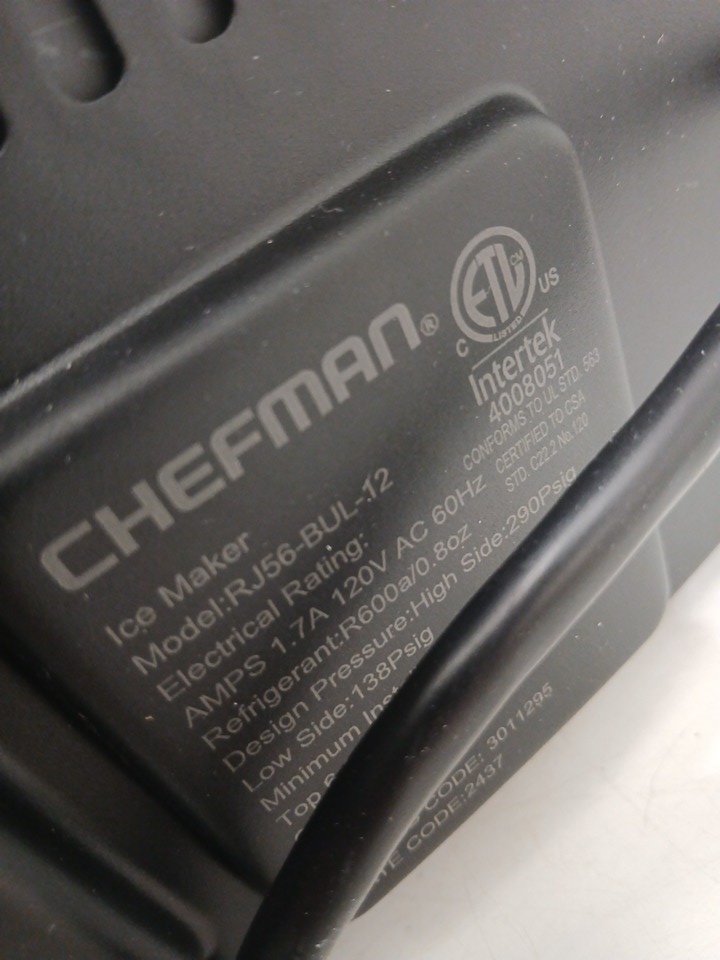 CHEFMAN®
ETL CM
LISTED
C US
Intertek
4008051
CONFORMS TO UL STD. 563
CERTIFIED TO CSA
STD. C22.2 No.120
Ice Maker
Model:RJ56-BUL-12
Electrical Rating:
AMPS 1.7A 120V AC 60Hz
Refrigerant:R600a/0.8oz
Design Pressure:High Side:290Psig
Low Side:138Psig
Minimum
Top
CODE: 3011295
CODE:2437